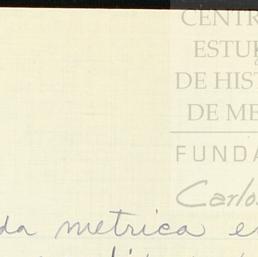 CENTR
ESTU
DE HIST
DE ME
FUNDA
Carlo
da metrica e